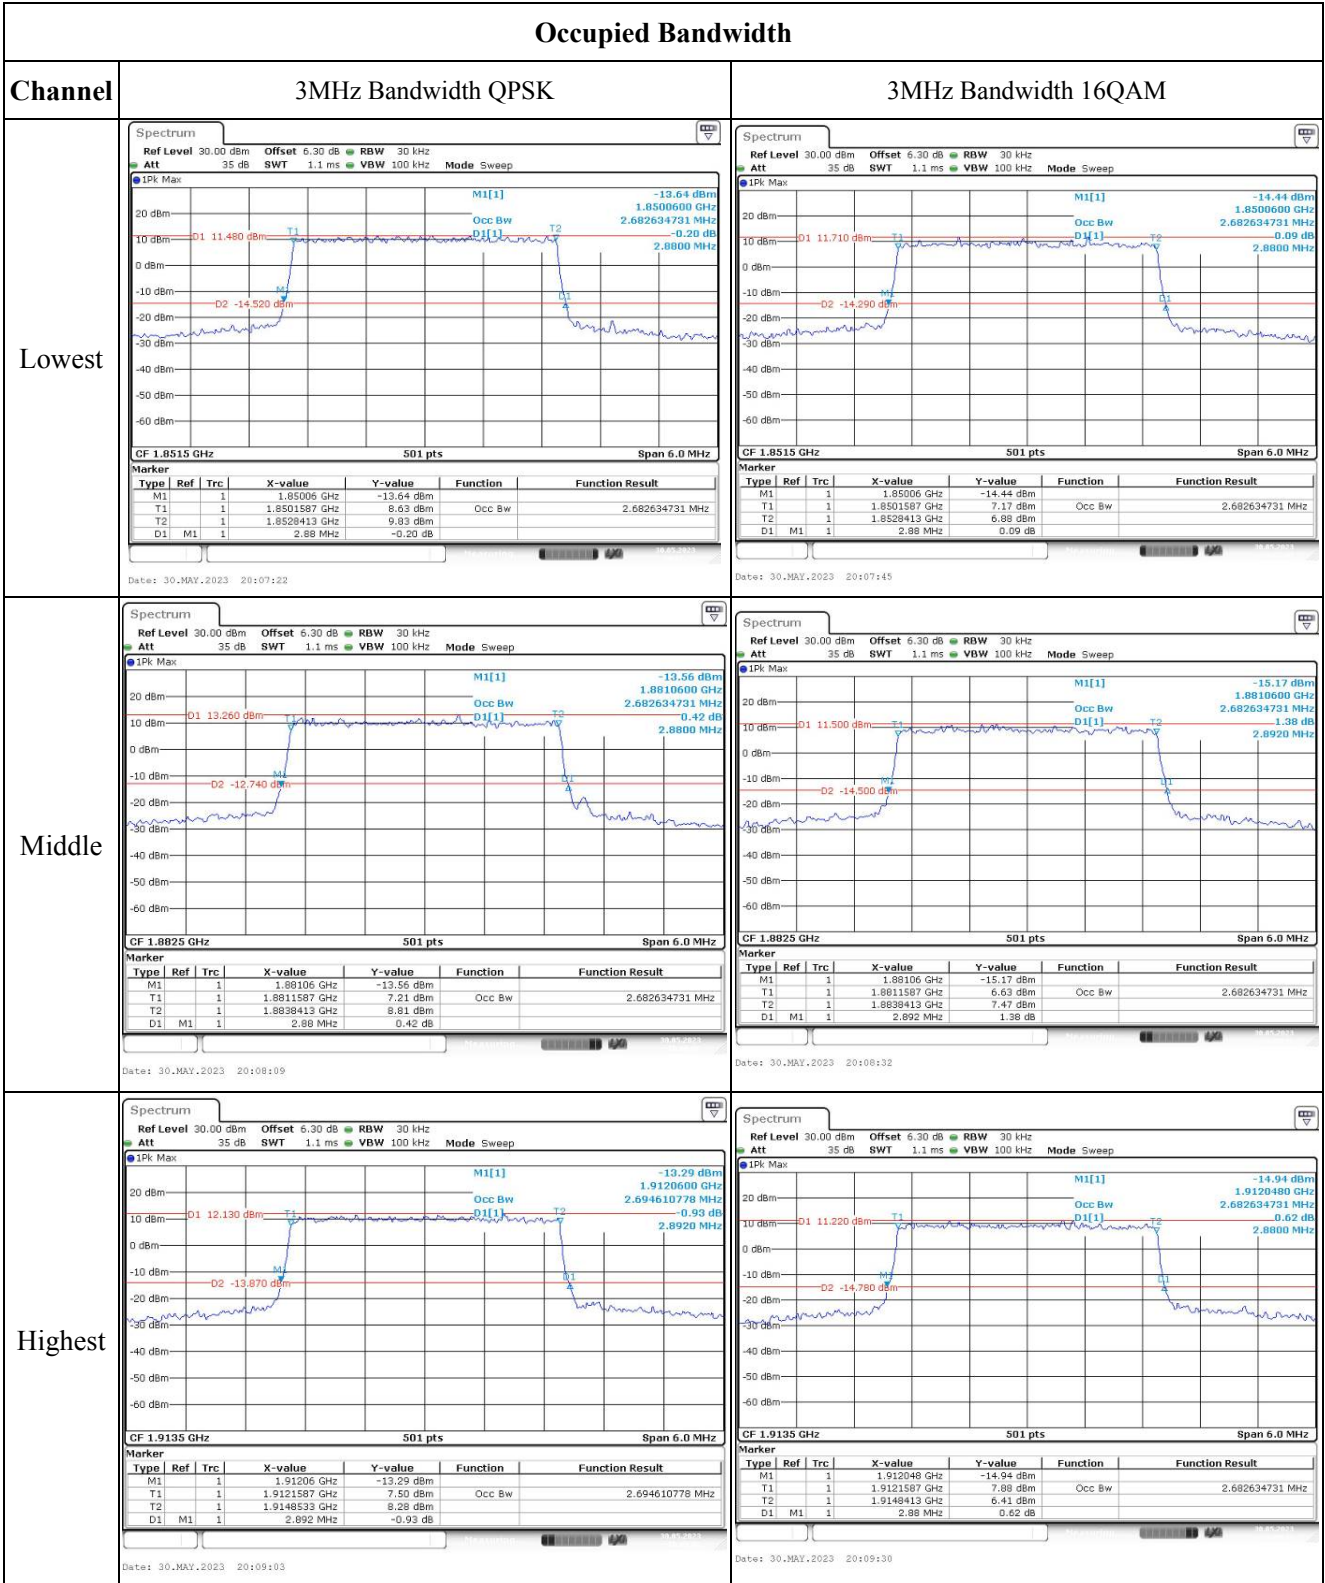 Occupied Bandwidth
Channel 3MHz Bandwidth QPSK 3MHz Bandwidth 16QAM
Lowest
Spectrum
Ref Level 30.00 dBm Offset 6.30 dB RBW 30 kHz
Att 35 dB SWT 1.1 ms VBW 100 kHz Mode Sweep
1Pk Max
M1[1] -13.64 dBm
1.8500600 GHz
Occ Bw 2.682634731 MHz
D1[1] -0.20 dB
2.8800 MHz
20 dBm
10 dBm
D1 11.480 dBm
T1
T2
0 dBm
-10 dBm
M1
D1
D2 -14.520 dBm
-20 dBm
-30 dBm
-40 dBm
-50 dBm
-60 dBm
CF 1.8515 GHz 501 pts Span 6.0 MHz
Marker
Type Ref Trc X-value Y-value Function Function Result
M1 1 1.85006 GHz -13.64 dBm
T1 1 1.8501587 GHz 8.63 dBm Occ Bw 2.682634731 MHz
T2 1 1.8528413 GHz 9.83 dBm
D1 M1 1 2.88 MHz -0.20 dB
Date: 30.MAY.2023 20:07:22
Spectrum
Ref Level 30.00 dBm Offset 6.30 dB RBW 30 kHz
Att 35 dB SWT 1.1 ms VBW 100 kHz Mode Sweep
1Pk Max
M1[1] -14.44 dBm
1.8500600 GHz
Occ Bw 2.682634731 MHz
D1[1] 0.09 dB
2.8800 MHz
20 dBm
10 dBm
D1 11.710 dBm
T1
T2
0 dBm
-10 dBm
M1
D1
D2 -14.290 dBm
-20 dBm
-30 dBm
-40 dBm
-50 dBm
-60 dBm
CF 1.8515 GHz 501 pts Span 6.0 MHz
Marker
Type Ref Trc X-value Y-value Function Function Result
M1 1 1.85006 GHz -14.44 dBm
T1 1 1.8501587 GHz 7.17 dBm Occ Bw 2.682634731 MHz
T2 1 1.8528413 GHz 6.88 dBm
D1 M1 1 2.88 MHz 0.09 dB
Date: 30.MAY.2023 20:07:45
Middle
Spectrum
Ref Level 30.00 dBm Offset 6.30 dB RBW 30 kHz
Att 35 dB SWT 1.1 ms VBW 100 kHz Mode Sweep
1Pk Max
M1[1] -13.56 dBm
1.8810600 GHz
Occ Bw 2.682634731 MHz
D1[1] 0.42 dB
2.8800 MHz
20 dBm
D1 13.260 dBm
10 dBm
T1
T2
0 dBm
-10 dBm
M1
D1
D2 -12.740 dBm
-20 dBm
-30 dBm
-40 dBm
-50 dBm
-60 dBm
CF 1.8825 GHz 501 pts Span 6.0 MHz
Marker
Type Ref Trc X-value Y-value Function Function Result
M1 1 1.88106 GHz -13.56 dBm
T1 1 1.8811587 GHz 7.21 dBm Occ Bw 2.682634731 MHz
T2 1 1.8838413 GHz 8.81 dBm
D1 M1 1 2.88 MHz 0.42 dB
Date: 30.MAY.2023 20:08:09
Spectrum
Ref Level 30.00 dBm Offset 6.30 dB RBW 30 kHz
Att 35 dB SWT 1.1 ms VBW 100 kHz Mode Sweep
1Pk Max
M1[1] -15.17 dBm
1.8810600 GHz
Occ Bw 2.682634731 MHz
D1[1] 1.38 dB
2.8920 MHz
20 dBm
10 dBm
D1 11.500 dBm
T1
T2
0 dBm
-10 dBm
M1
D1
D2 -14.500 dBm
-20 dBm
-30 dBm
-40 dBm
-50 dBm
-60 dBm
CF 1.8825 GHz 501 pts Span 6.0 MHz
Marker
Type Ref Trc X-value Y-value Function Function Result
M1 1 1.88106 GHz -15.17 dBm
T1 1 1.8811587 GHz 6.63 dBm Occ Bw 2.682634731 MHz
T2 1 1.8838413 GHz 7.47 dBm
D1 M1 1 2.892 MHz 1.38 dB
Date: 30.MAY.2023 20:08:32
Highest
Spectrum
Ref Level 30.00 dBm Offset 6.30 dB RBW 30 kHz
Att 35 dB SWT 1.1 ms VBW 100 kHz Mode Sweep
1Pk Max
M1[1] -13.29 dBm
1.9120600 GHz
Occ Bw 2.694610778 MHz
D1[1] -0.93 dB
2.8920 MHz
20 dBm
10 dBm
D1 12.130 dBm
T1
T2
0 dBm
-10 dBm
M1
D1
D2 -13.870 dBm
-20 dBm
-30 dBm
-40 dBm
-50 dBm
-60 dBm
CF 1.9135 GHz 501 pts Span 6.0 MHz
Marker
Type Ref Trc X-value Y-value Function Function Result
M1 1 1.91206 GHz -13.29 dBm
T1 1 1.9121587 GHz 7.50 dBm Occ Bw 2.694610778 MHz
T2 1 1.9148533 GHz 8.28 dBm
D1 M1 1 2.892 MHz -0.93 dB
Date: 30.MAY.2023 20:09:03
Spectrum
Ref Level 30.00 dBm Offset 6.30 dB RBW 30 kHz
Att 35 dB SWT 1.1 ms VBW 100 kHz Mode Sweep
1Pk Max
M1[1] -14.94 dBm
1.9120480 GHz
Occ Bw 2.682634731 MHz
D1[1] 0.62 dB
2.8800 MHz
20 dBm
10 dBm
D1 11.220 dBm
T1
T2
0 dBm
-10 dBm
M1
D1
D2 -14.780 dBm
-20 dBm
-30 dBm
-40 dBm
-50 dBm
-60 dBm
CF 1.9135 GHz 501 pts Span 6.0 MHz
Marker
Type Ref Trc X-value Y-value Function Function Result
M1 1 1.912048 GHz -14.94 dBm
T1 1 1.9121587 GHz 7.88 dBm Occ Bw 2.682634731 MHz
T2 1 1.9148413 GHz 6.41 dBm
D1 M1 1 2.88 MHz 0.62 dB
Date: 30.MAY.2023 20:09:30